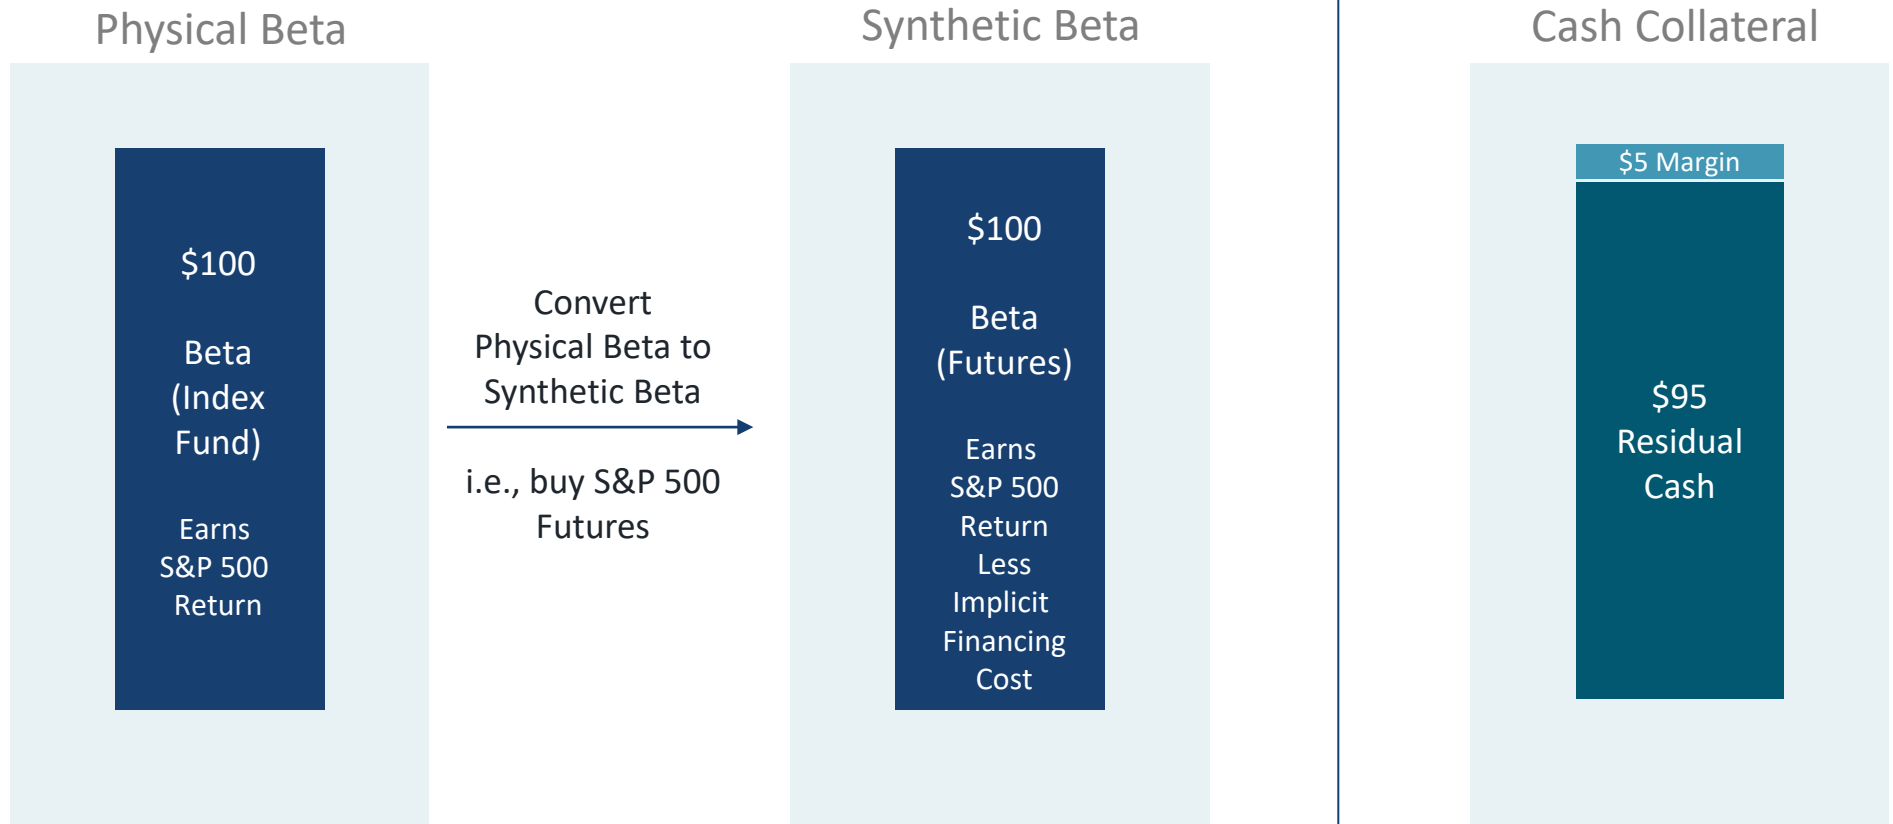 Physical Beta
$100
Beta
(Index
Fund)
Earns
S&P 500
Return
Convert
Physical Beta to
Synthetic Beta
i.e., buy S&P 500
Futures
Synthetic Beta
$100
Beta
(Futures)
Earns
S&P 500
Return
Less
Implicit
Financing
Cost
Cash Collateral
$5 Margin
$95
Residual
Cash